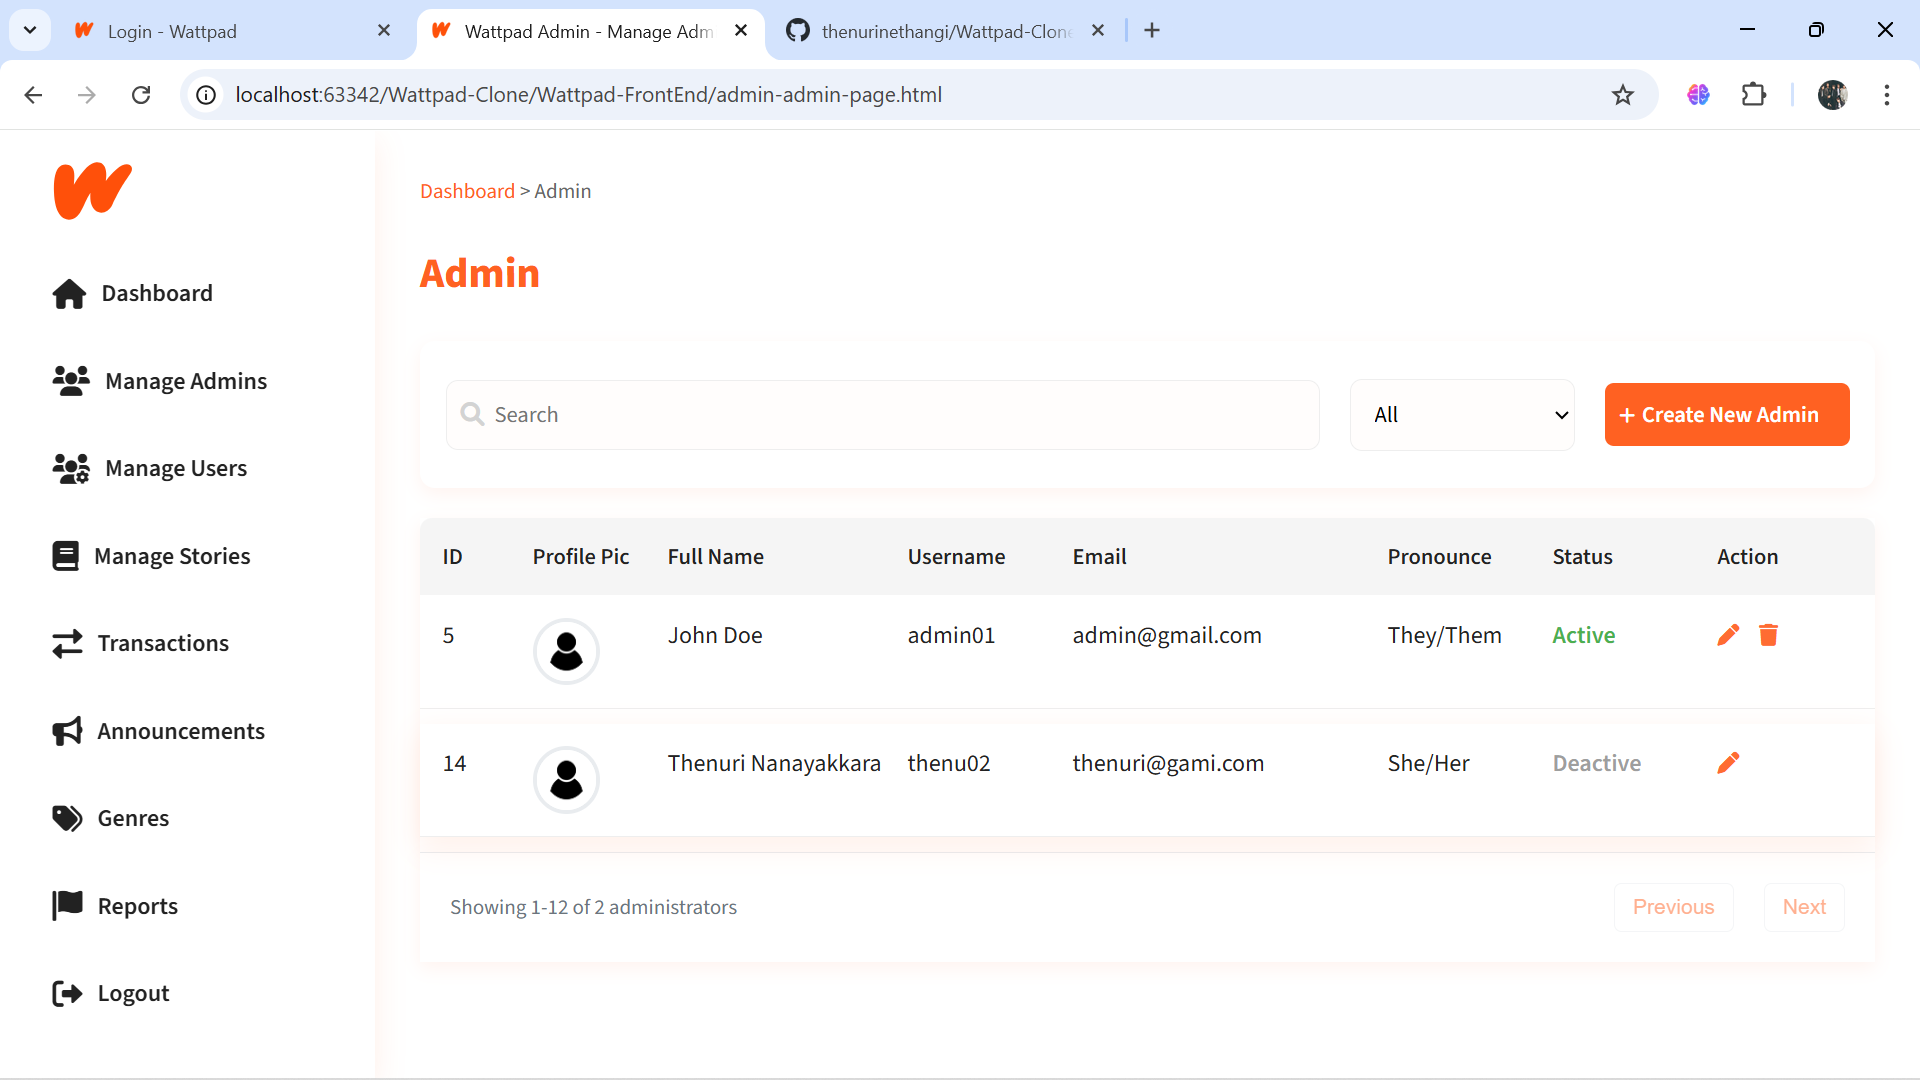 Login - Wattpad
Wattpad Admin - Manage Adm
thenurinethangi/Wattpad-Clone
localhost:63342/Wattpad-Clone/Wattpad-FrontEnd/admin-admin-page.html
Dashboard > Admin
Admin
Dashboard
Manage Admins
Manage Users
Manage Stories
Transactions
Announcements
Genres
Reports
Logout
Search
All
+ Create New Admin
ID Profile Pic Full Name Username Email Pronounce Status Action
5 John Doe admin01 admin@gmail.com They/Them Active
14 Thenuri Nanayakkara thenu02 thenuri@gami.com She/Her Deactive
Showing 1-12 of 2 administrators
Previous Next